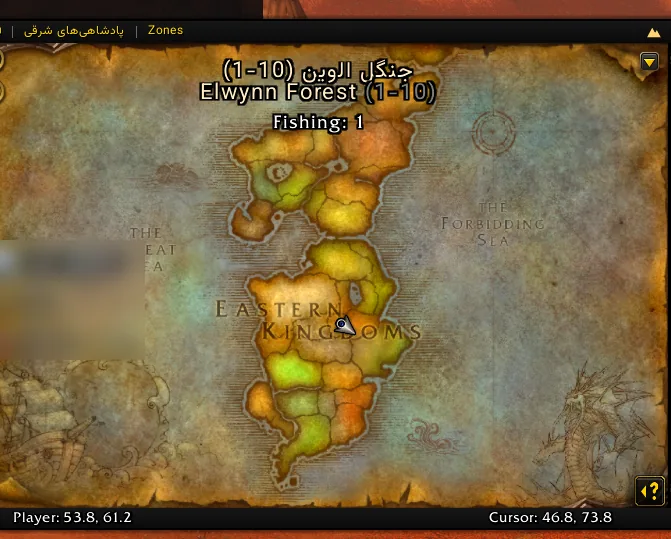 پادشاهی‌های شرقی | Zones
جنگل الوین (1-10)
Elwynn Forest (1-10)
Fishing: 1
THE
FORBIDDING
SEA
THE
EAT
EA
EASTERN
KINGDOMS
?
Player: 53.8, 61.2
Cursor: 46.8, 73.8